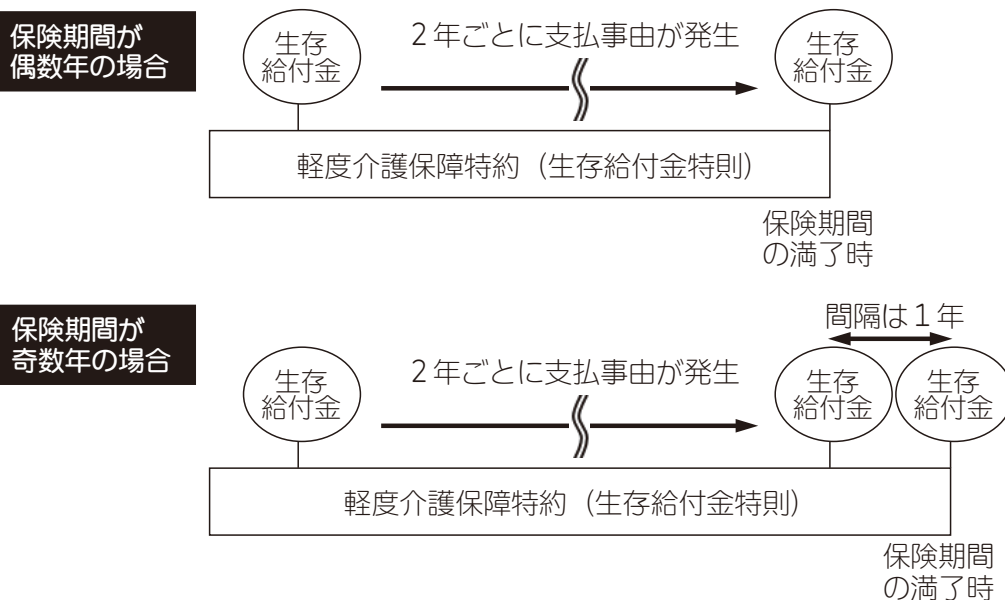 保険期間が
偶数年の場合
生存
給付金
2年ごとに支払事由が発生
生存
給付金
軽度介護保障特約（生存給付金特則）
保険期間
の満了時
保険期間が
奇数年の場合
間隔は1年
生存
給付金
2年ごとに支払事由が発生
生存
給付金
生存
給付金
軽度介護保障特約（生存給付金特則）
保険期間
の満了時